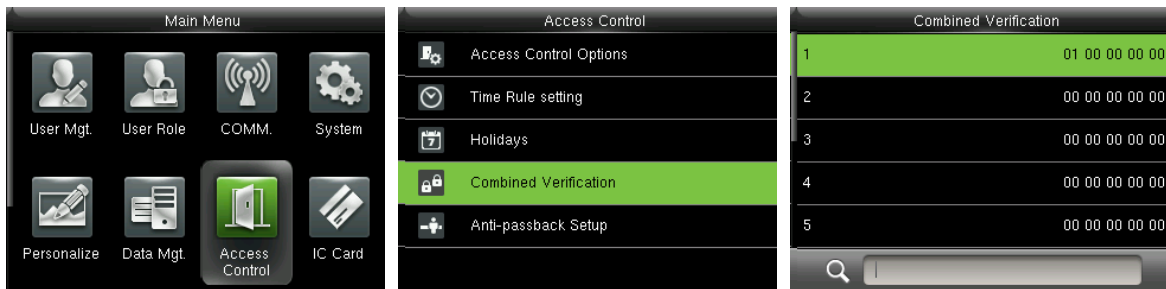 Main Menu
User Mgt.
User Role
COMM.
System
Personalize
Data Mgt.
Access
Control
IC Card
Access Control
Access Control Options
Time Rule setting
7
Holidays
Combined Verification
Anti-passback Setup
Combined Verification
1 01 00 00 00 00
2 00 00 00 00 00
3 00 00 00 00 00
4 00 00 00 00 00
5 00 00 00 00 00